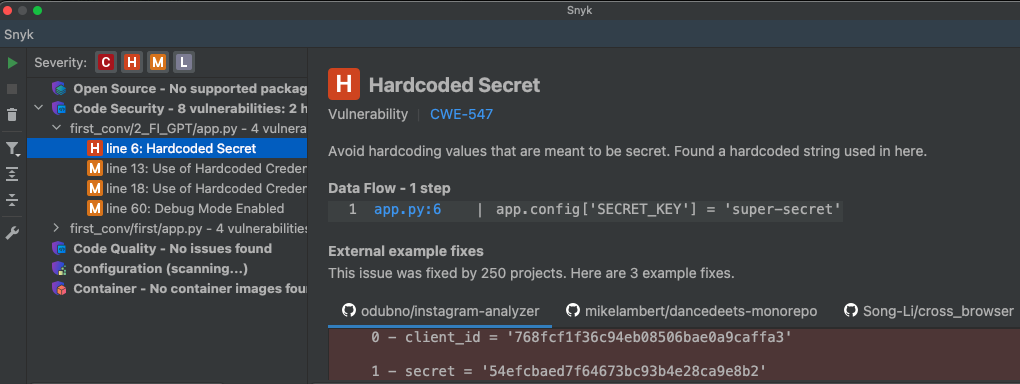 Snyk
Snyk
Severity: C H M L
Open Source - No supported packag
Code Security - 8 vulnerabilities: 2 h
first_conv/2_FI_GPT/app.py - 4 vulnera
H line 6: Hardcoded Secret
M line 13: Use of Hardcoded Creder
M line 18: Use of Hardcoded Creder
M line 60: Debug Mode Enabled
first_conv/first/app.py - 4 vulnerabilities
Code Quality - No issues found
Configuration (scanning...)
Container - No container images fou
H Hardcoded Secret
Vulnerability | CWE-547
Avoid hardcoding values that are meant to be secret. Found a hardcoded string used in here.
Data Flow - 1 step
1 app.py:6 | app.config['SECRET_KEY'] = 'super-secret'
External example fixes
This issue was fixed by 250 projects. Here are 3 example fixes.
odubno/instagram-analyzer mikelambert/dancedeets-monorepo Song-Li/cross_browser
0 - client_id = '768fcf1f36c94eb08506bae0a9caffa3'
1 - secret = '54efcbaed7f64673bc93b4e28ca9e8b2'